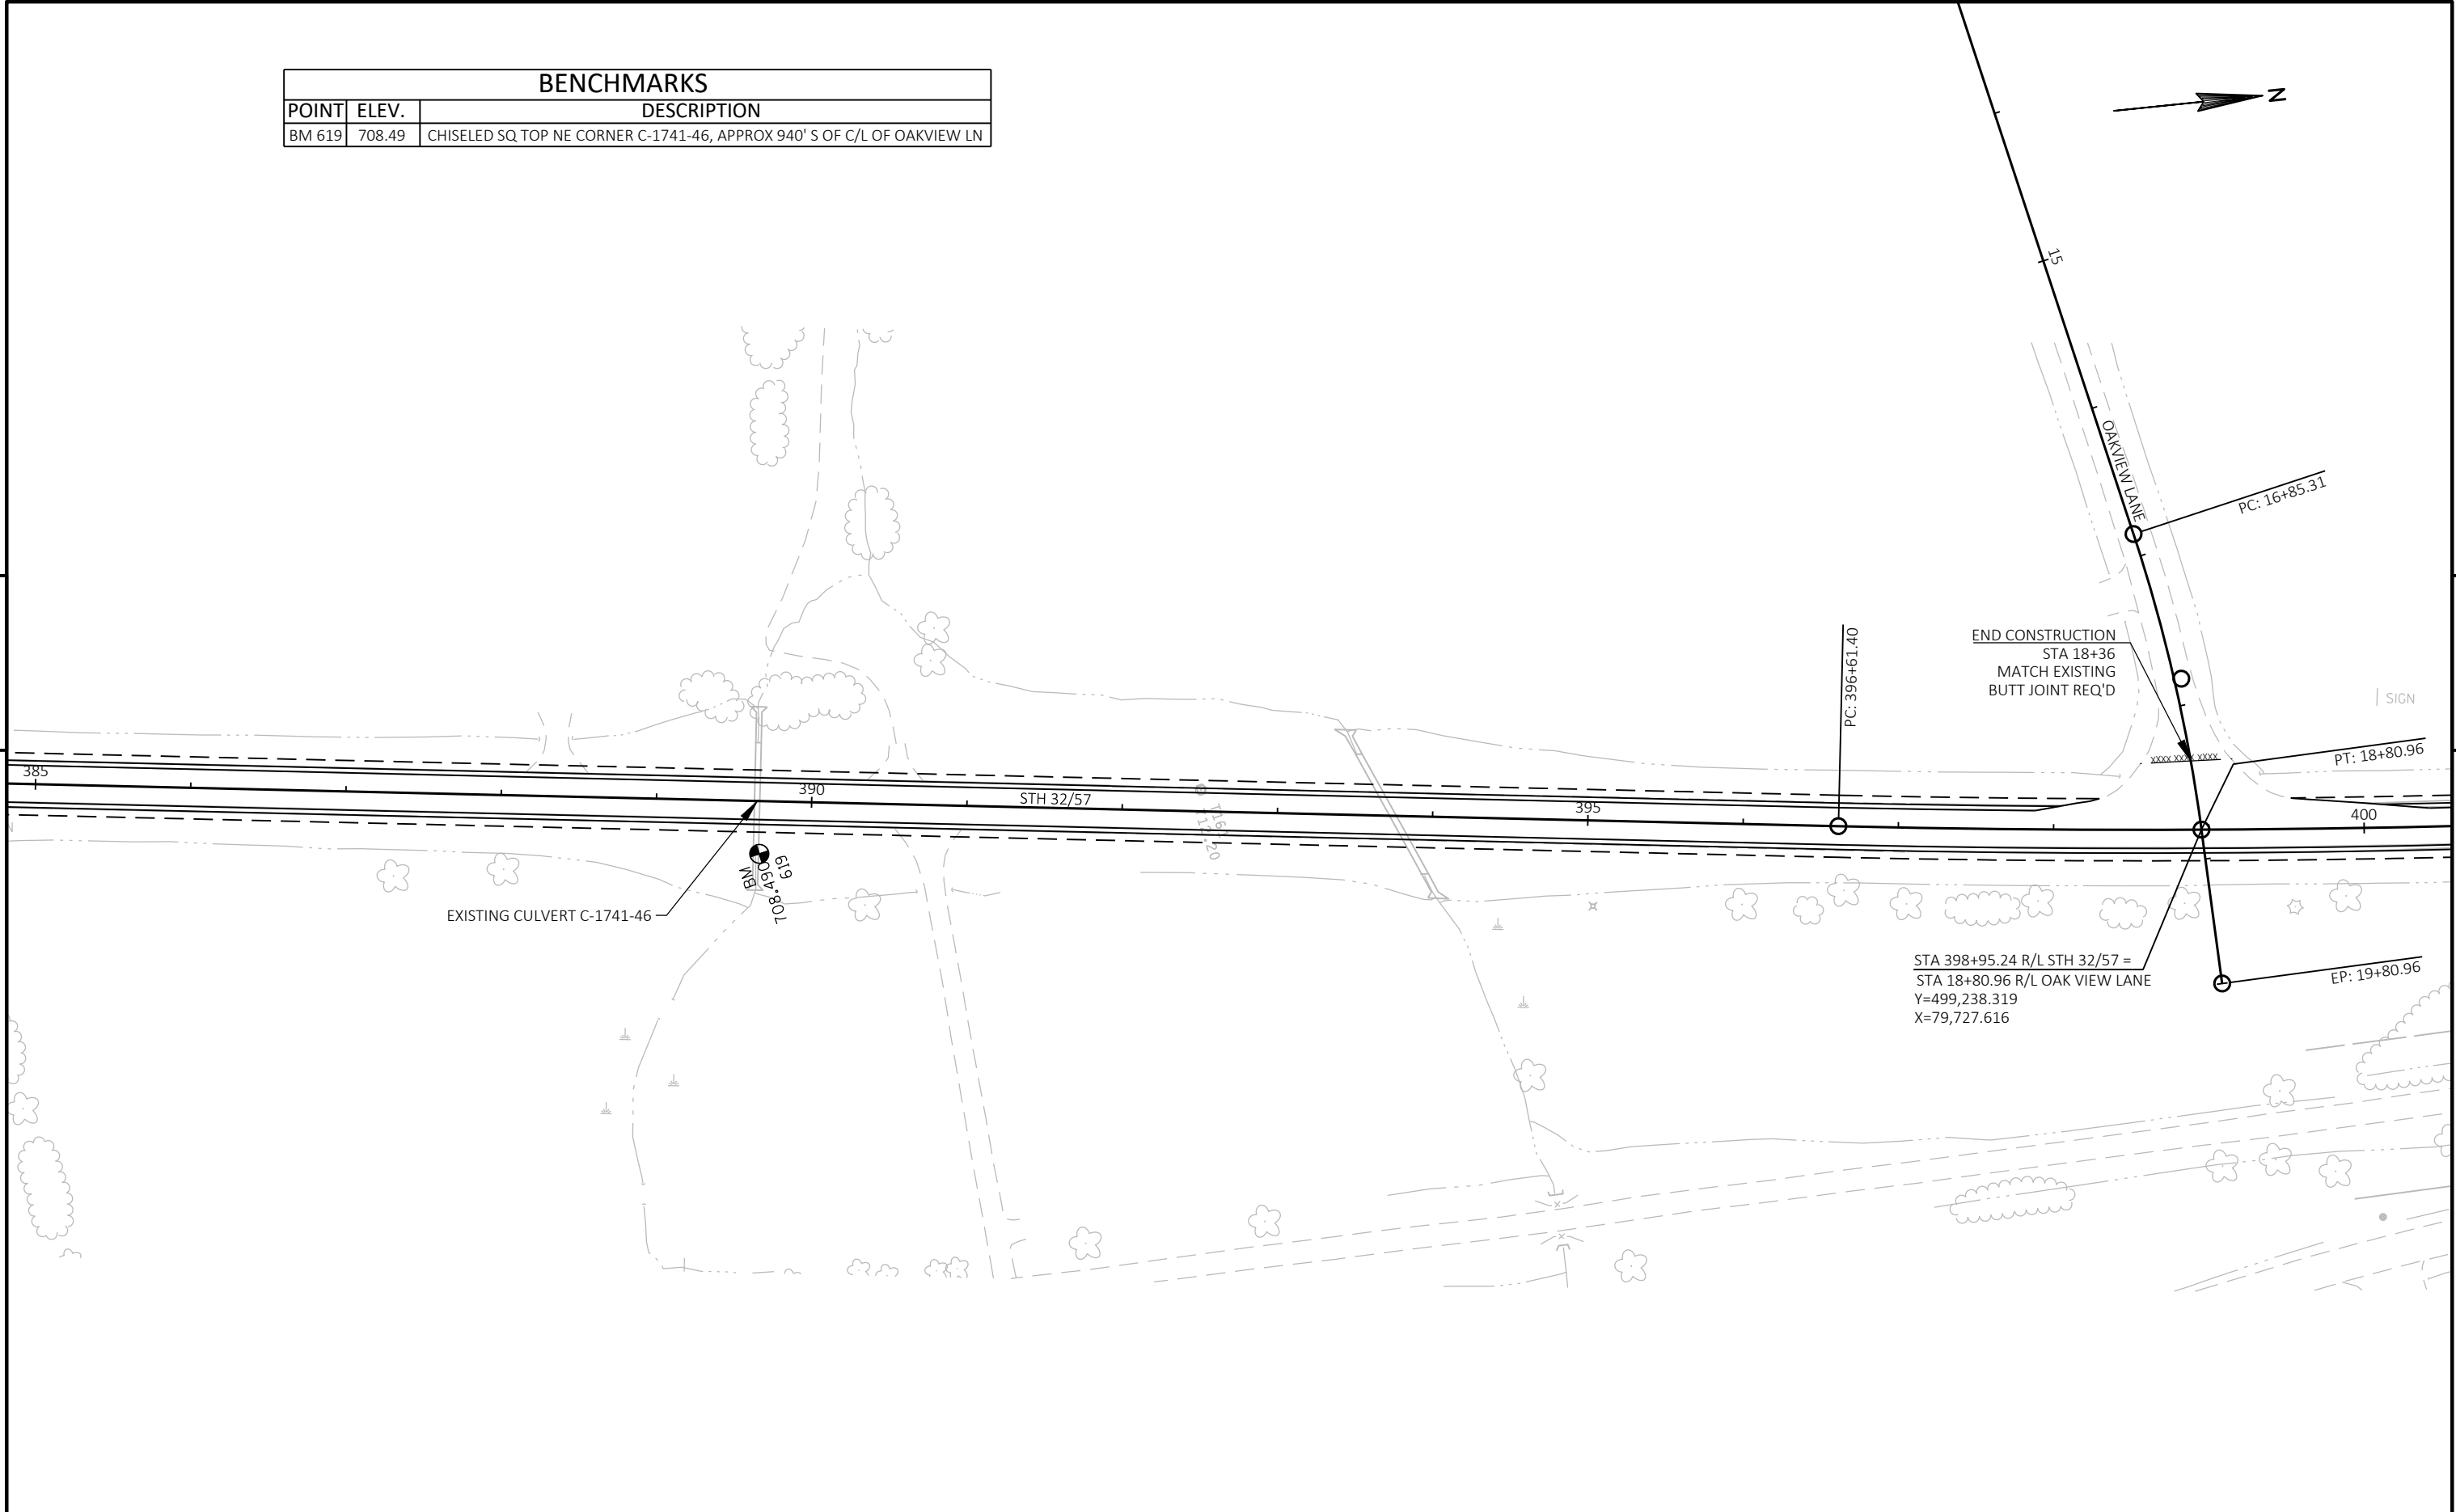 BENCHMARKS
POINT ELEV. DESCRIPTION
BM 619 708.49 CHISELED SQ TOP NE CORNER C-1741-46, APPROX 940' S OF C/L OF OAKVIEW LN
N
15
OAKVIEW LANE
PC: 16+85.31
PC: 396+61.40
END CONSTRUCTION
STA 18+36
MATCH EXISTING
BUTT JOINT REQ'D
SIGN
XXXX XXXX XXXX
PT: 18+80.96
385
390
STH 32/57
395
400
N
BM
619
708.490
EXISTING CULVERT C-1741-46
STA 398+95.24 R/L STH 32/57 =
STA 18+80.96 R/L OAK VIEW LANE
Y=499,238.319
X=79,727.616
EP: 19+80.96